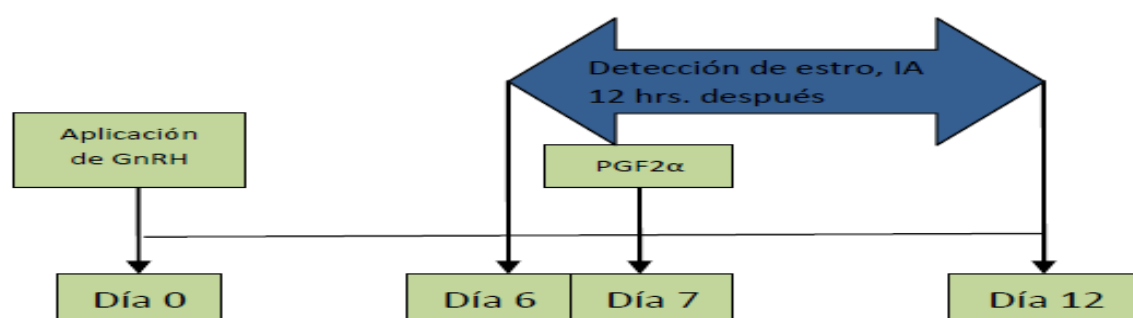 Detección de estro, IA
12 hrs. después
Aplicación
de GnRH
PGF2α
Día 0
Día 6
Día 7
Día 12